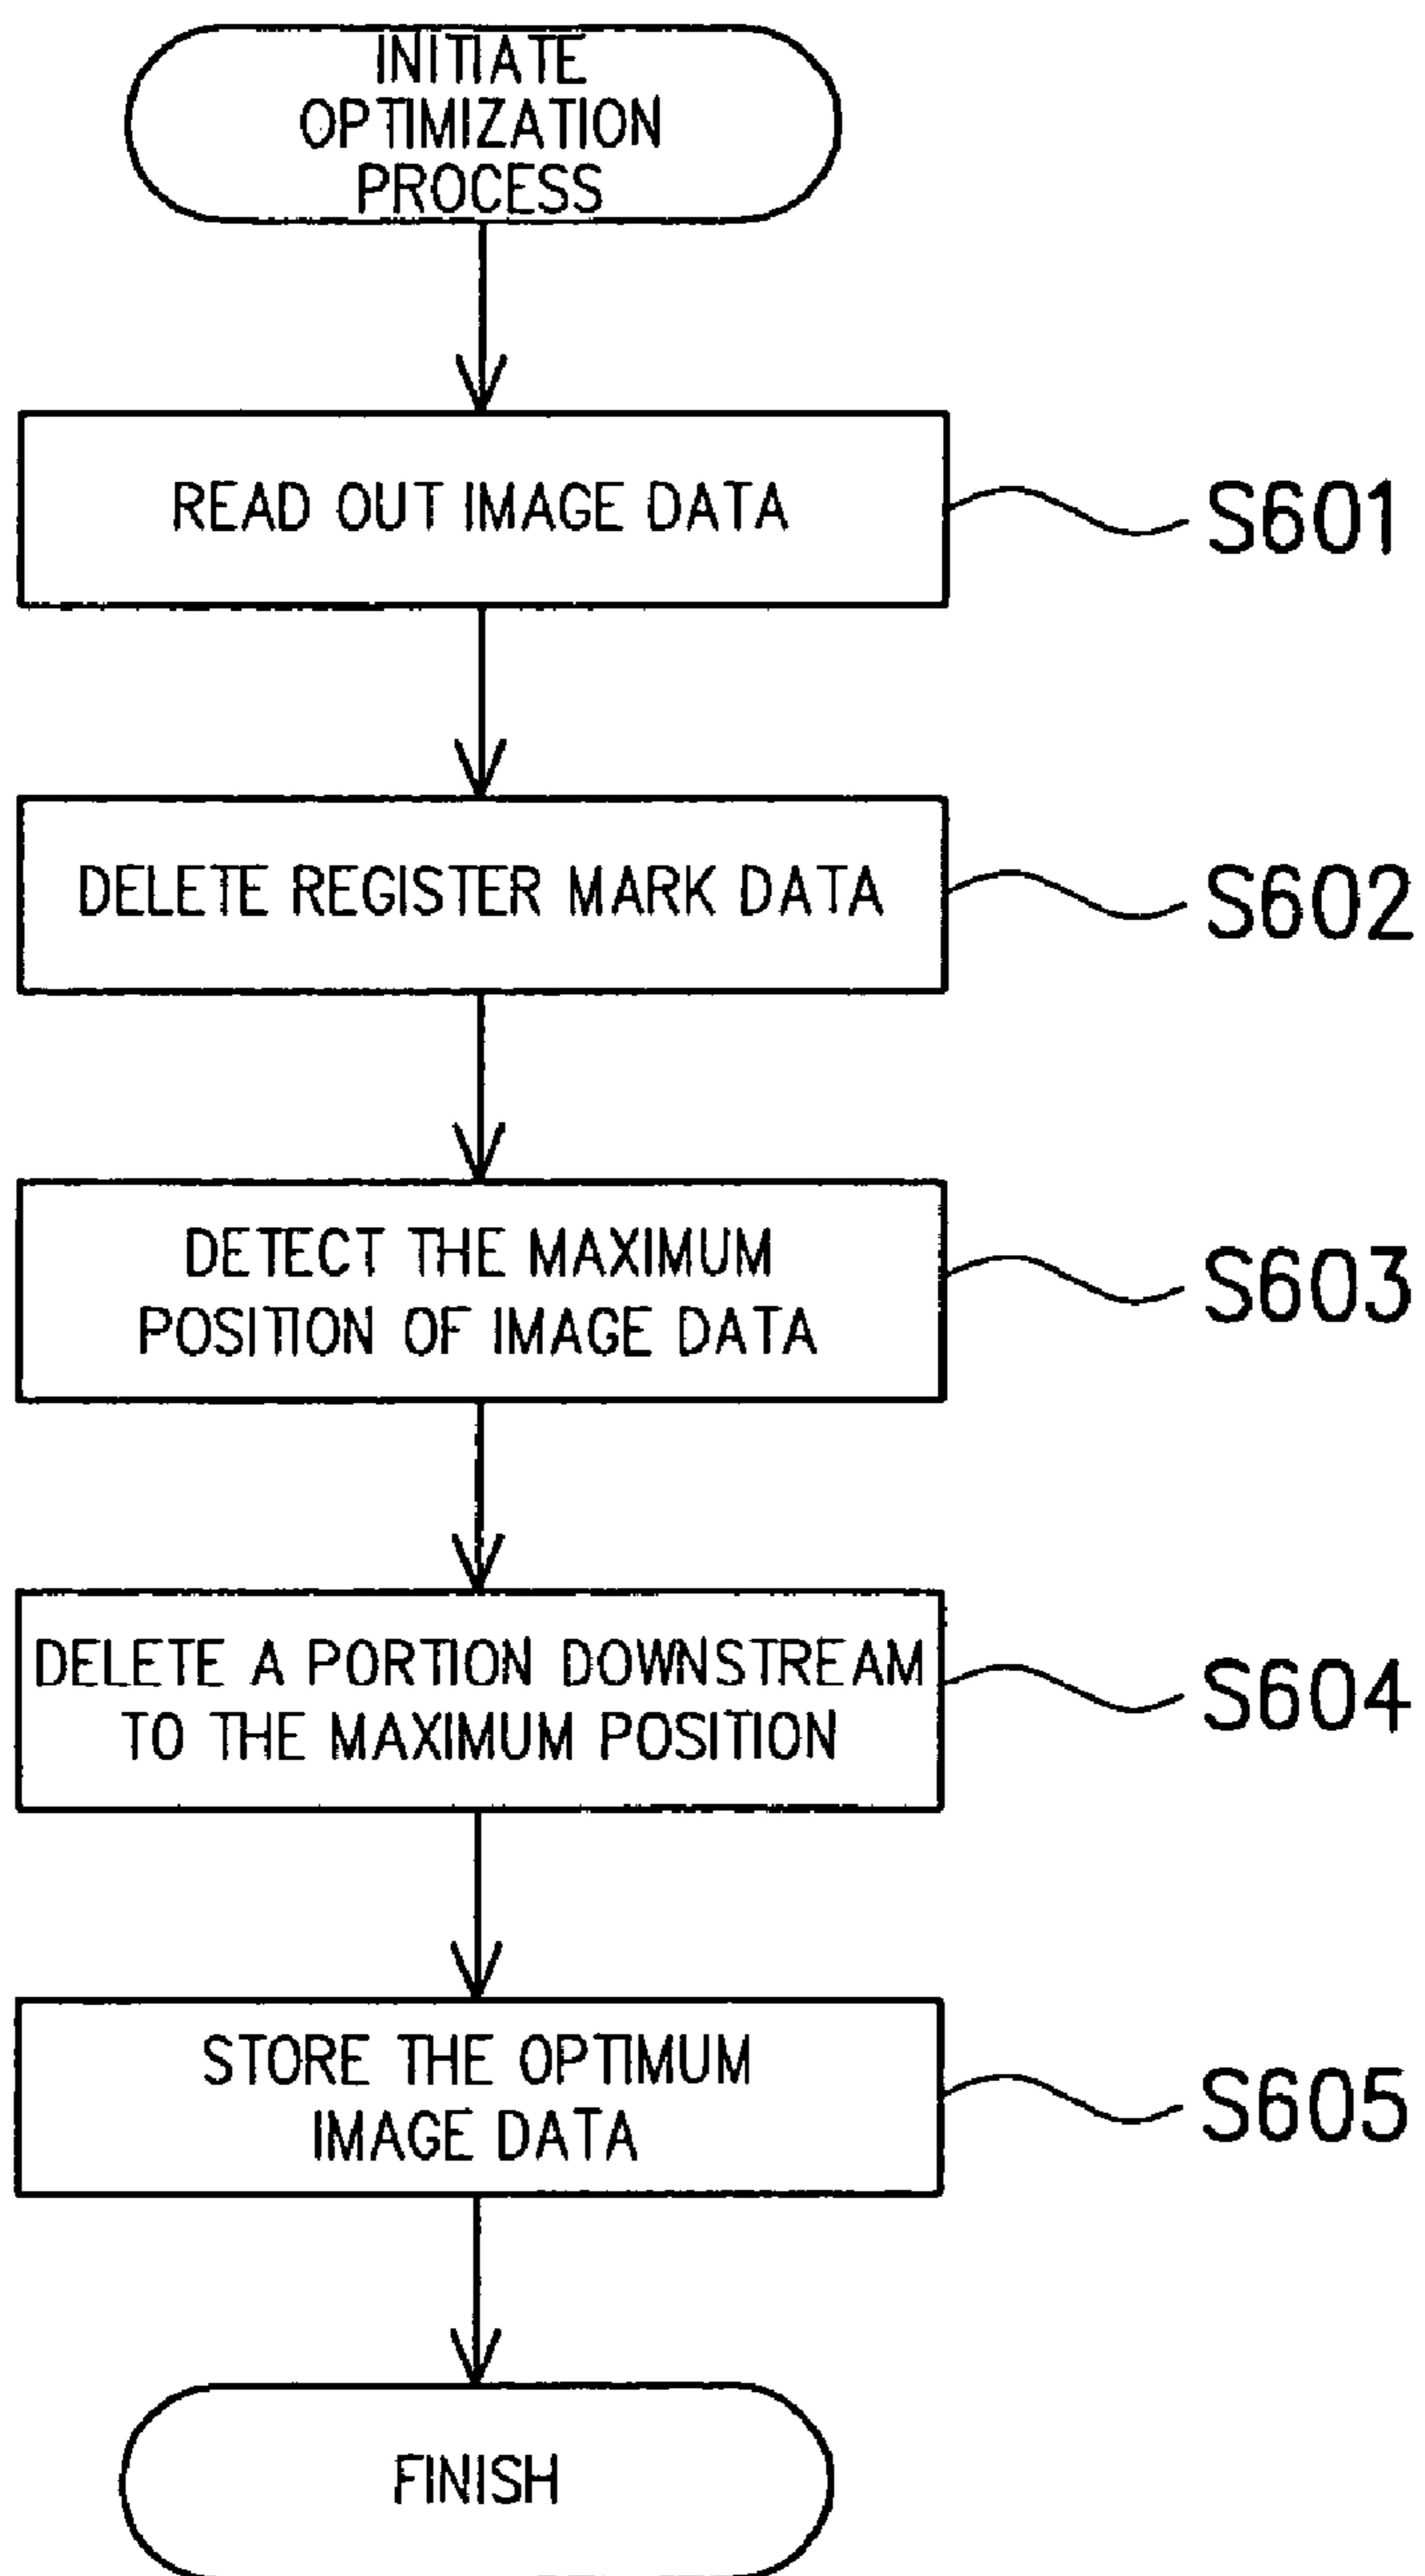 INITIATE
OPTIMIZATION
PROCESS
READ OUT IMAGE DATA
S601
DELETE REGISTER MARK DATA
S602
DETECT THE MAXIMUM
POSITION OF IMAGE DATA
S603
DELETE A PORTION DOWNSTREAM
TO THE MAXIMUM POSITION
S604
STORE THE OPTIMUM
IMAGE DATA
S605
FINISH